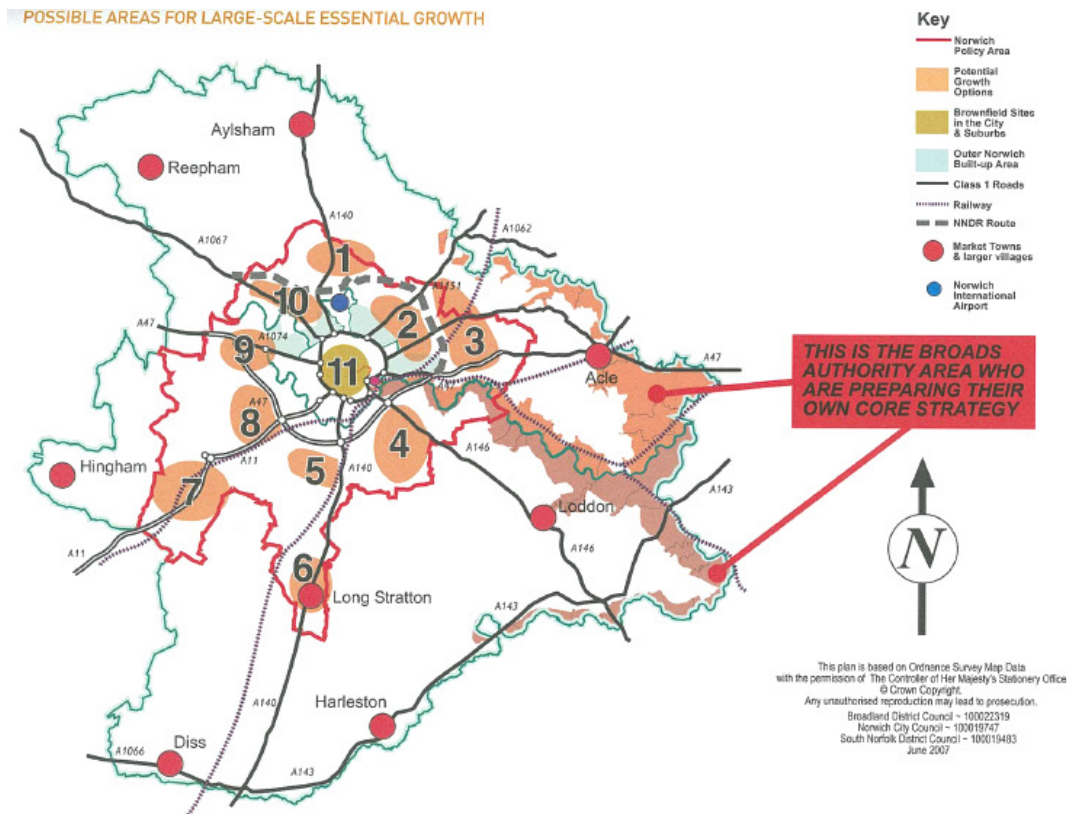 POSSIBLE AREAS FOR LARGE-SCALE ESSENTIAL GROWTH
Key
Norwich
Policy Area
Potential
Growth
Options
Brownfield Sites
in the City
& Suburbs
Outer Norwich
Built-up Area
Class 1 Roads
Railway
NNDR Route
Market Towns
& larger villages
Norwich
International
Airport
Aylsham
Reepham
A140
A1067
A1062
1
A1151
10
2
A47
A1074
3
9
11
A47
Acle
A47
THIS IS THE BROADS
AUTHORITY AREA WHO
ARE PREPARING THEIR
OWN CORE STRATEGY
A47
8
4
A146
Hingham
A11
5
A140
A143
7
Loddon
A11
A146
6
Long Stratton
A143
N
Harleston
A140
Diss
A1066
A143
This plan is based on Ordnance Survey Map Data
with the permission of The Controller of Her Majesty's Stationery Office
© Crown Copyright.
Any unauthorised reproduction may lead to prosecution.
Broadland District Council ~ 100022319
Norwich City Council ~ 100019747
South Norfolk District Council ~ 100019483
June 2007